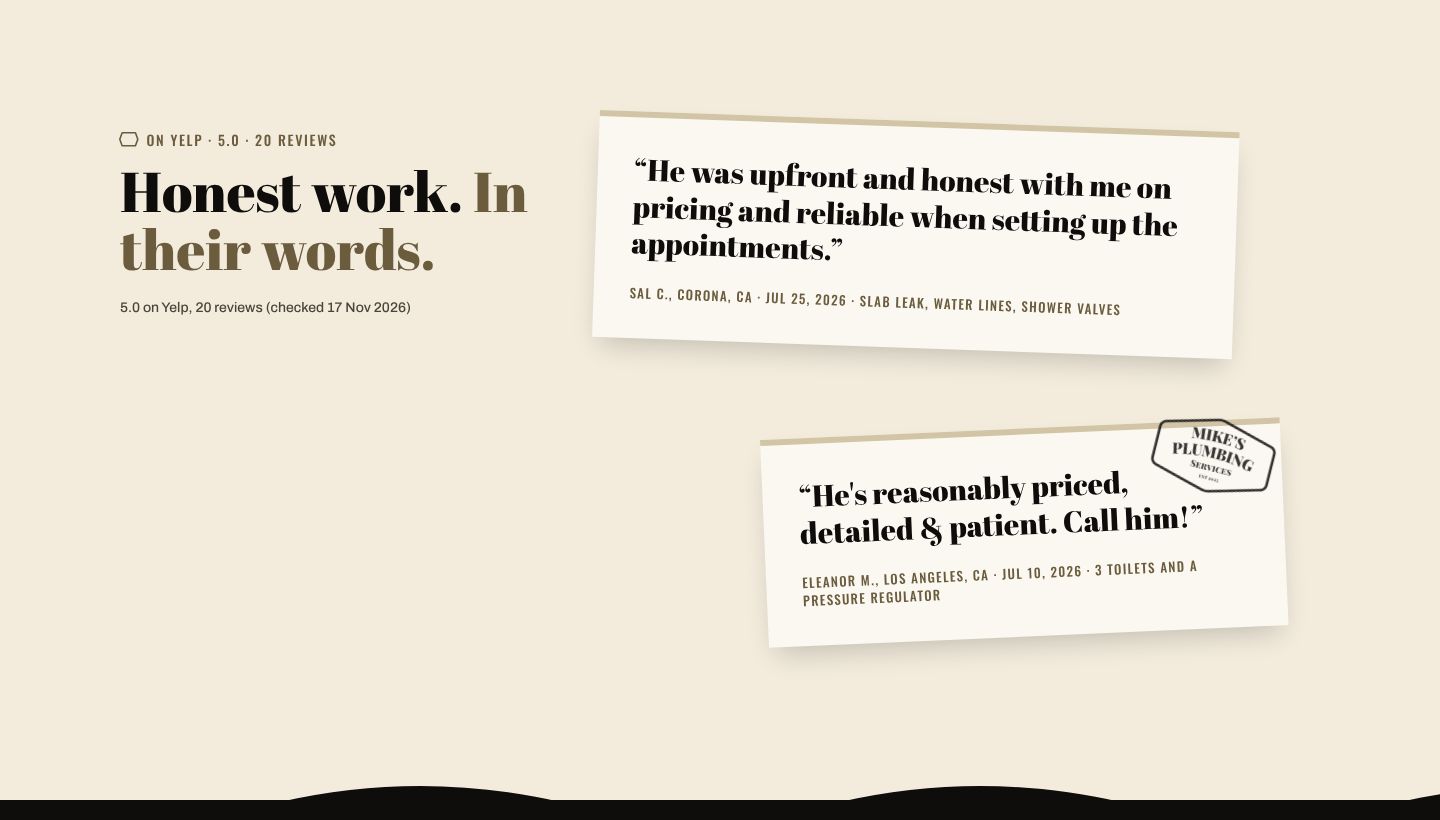 ON YELP · 5.0 · 20 REVIEWS
Honest work. In
their words.
5.0 on Yelp, 20 reviews (checked 17 Nov 2026)
“He was upfront and honest with me on
pricing and reliable when setting up the
appointments.”
SAL C., CORONA, CA · JUL 25, 2026 · SLAB LEAK, WATER LINES, SHOWER VALVES
MIKE'S
PLUMBING
SERVICES
“He's reasonably priced,
detailed & patient. Call him!”
ELEANOR M., LOS ANGELES, CA · JUL 10, 2026 · 3 TOILETS AND A
PRESSURE REGULATOR